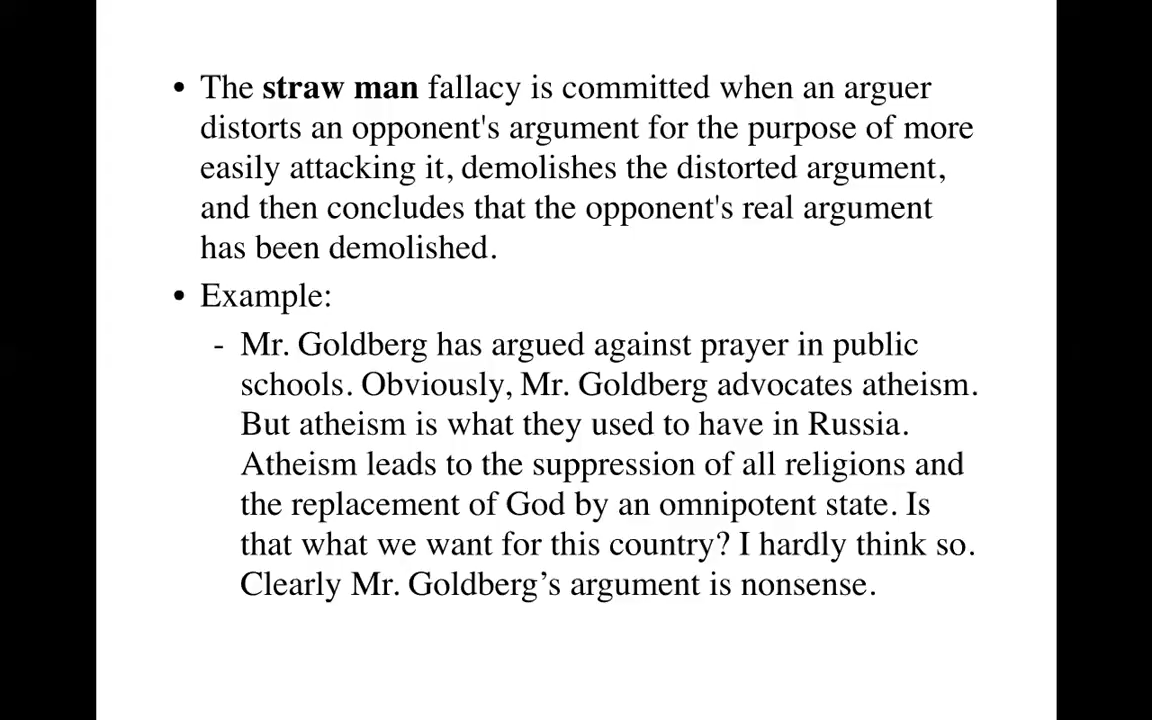 • The straw man fallacy is committed when an arguer
distorts an opponent's argument for the purpose of more
easily attacking it, demolishes the distorted argument,
and then concludes that the opponent's real argument
has been demolished.
• Example:
- Mr. Goldberg has argued against prayer in public
schools. Obviously, Mr. Goldberg advocates atheism.
But atheism is what they used to have in Russia.
Atheism leads to the suppression of all religions and
the replacement of God by an omnipotent state. Is
that what we want for this country? I hardly think so.
Clearly Mr. Goldberg’s argument is nonsense.